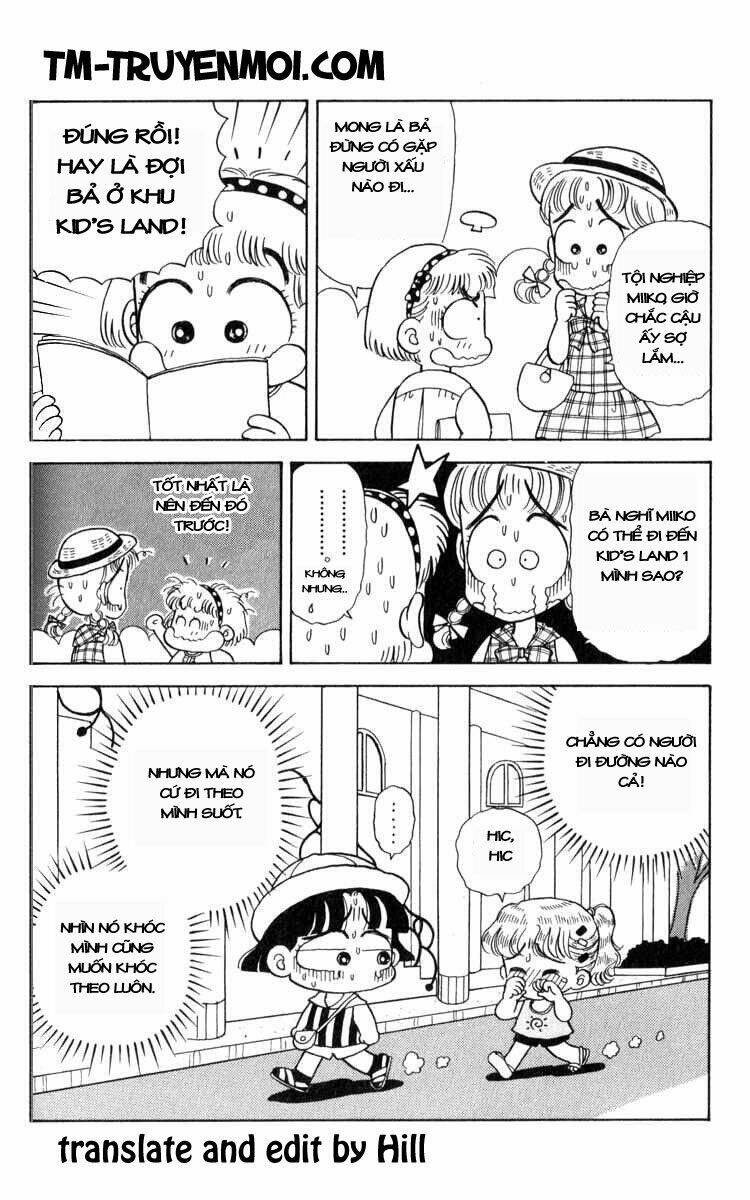 TM-TRUYENMOI.COM
ĐÚNG RỒI!
HAY LÀ ĐỢI
BẢ Ở KHU
KID'S LAND!
MONG LÀ BẢ
ĐỪNG CÓ GẶP
NGƯỜI XẤU
NÀO ĐI...
TỘI NGHIỆP
MIIKO, GIỜ
CHẮC CẬU
ẤY SỢ
LẮM...
TỐT NHẤT LÀ
NÊN ĐẾN ĐÓ
TRƯỚC!
KHÔNG,
NHƯNG..
BÀ NGHĨ MIIKO
CÓ THỂ ĐI ĐẾN
KID'S LAND 1
MÌNH SAO?
NHƯNG MÀ NÓ
CỨ ĐI THEO
MÌNH SUỐT.
CHẲNG CÓ NGƯỜI
ĐI ĐƯỜNG NÀO
CẢ!
HIC,
HIC
NHÌN NÓ KHÓC
MÌNH CŨNG
MUỐN KHÓC
THEO LUÔN.
translate and edit by Hill